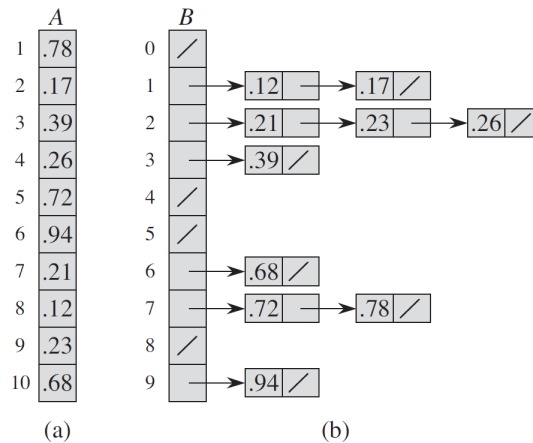 A B
1 .78 0 /
2 .17 1 .12 .17 /
3 .39 2 .21 .23 .26 /
4 .26 3 .39 /
5 .72 4 /
6 .94 5 /
7 .21 6 .68 /
8 .12 7 .72 .78 /
9 .23 8 /
10 .68 9 .94 /
(a) (b)